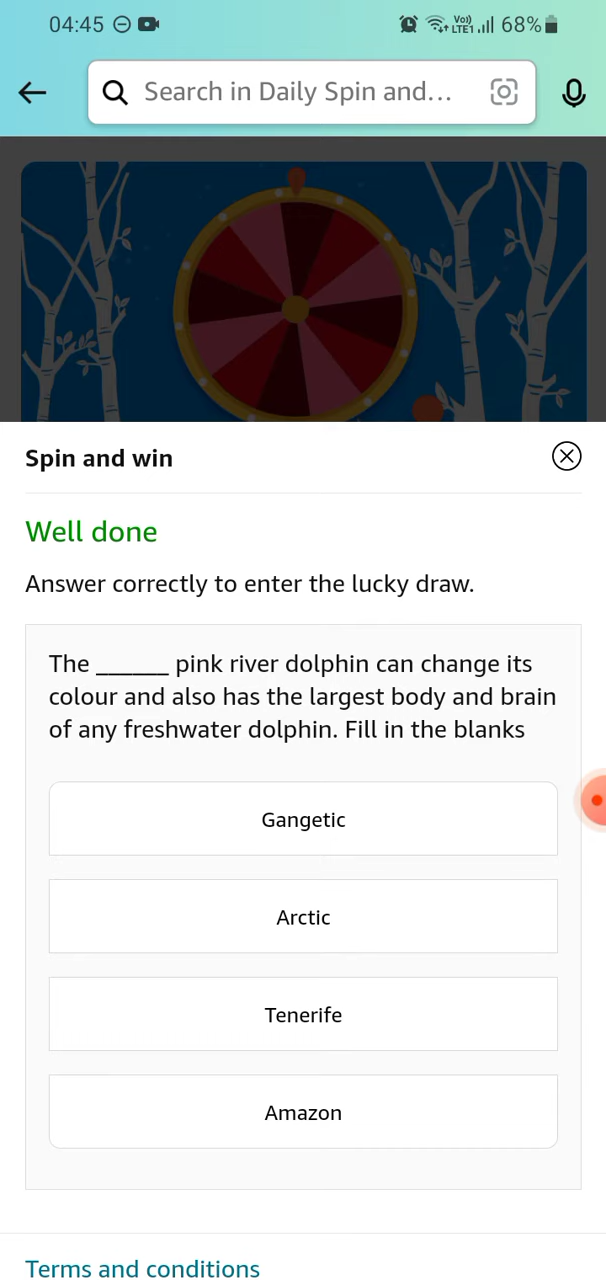 04:45 Vo)) LTE1 68%
Search in Daily Spin and...
Spin and win
Well done
Answer correctly to enter the lucky draw.
The ______ pink river dolphin can change its
colour and also has the largest body and brain
of any freshwater dolphin. Fill in the blanks
Gangetic
Arctic
Tenerife
Amazon
Terms and conditions